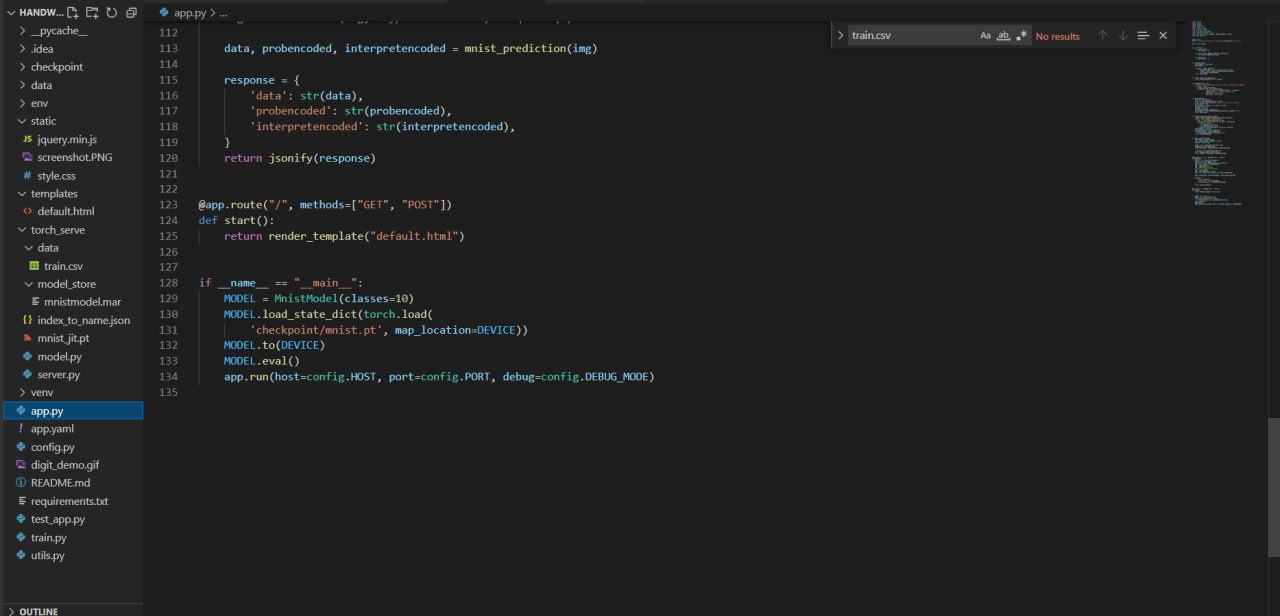 HANDW...
__pycache__
.idea
checkpoint
data
env
static
JS jquery.min.js
screenshot.PNG
# style.css
templates
<> default.html
torch_serve
data
train.csv
model_store
mnistmodel.mar
{} index_to_name.json
mnist_jit.pt
model.py
server.py
venv
app.py
! app.yaml
config.py
digit_demo.gif
README.md
requirements.txt
test_app.py
train.py
utils.py
OUTLINE
app.py > ...
train.csv Aa ab .* No results
112
113 data, probencoded, interpretencoded = mnist_prediction(img)
114
115 response = {
116 'data': str(data),
117 'probencoded': str(probencoded),
118 'interpretencoded': str(interpretencoded),
119 }
120 return jsonify(response)
121
122
123 @app.route("/", methods=["GET", "POST"])
124 def start():
125 return render_template("default.html")
126
127
128 if __name__ == "__main__":
129 MODEL = MnistModel(classes=10)
130 MODEL.load_state_dict(torch.load(
131 'checkpoint/mnist.pt', map_location=DEVICE))
132 MODEL.to(DEVICE)
133 MODEL.eval()
134 app.run(host=config.HOST, port=config.PORT, debug=config.DEBUG_MODE)
135